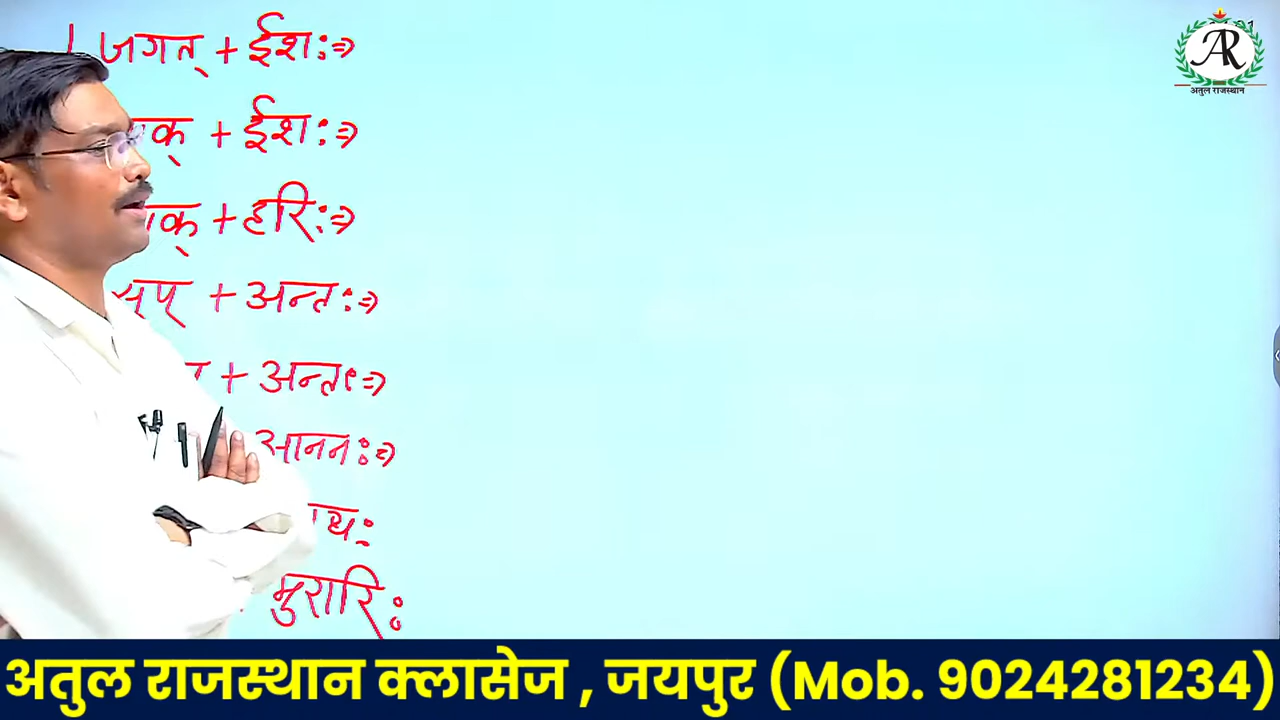 जगत् + ईशः⇒
अतुल राजस्थान
क् + ईशः⇒
क् + हरिः⇒
प् + अन्तः⇒
+ अन्तः⇒
आननः⇒
मुरारिः
अतुल राजस्थान क्लासेज , जयपुर (Mob. 9024281234)